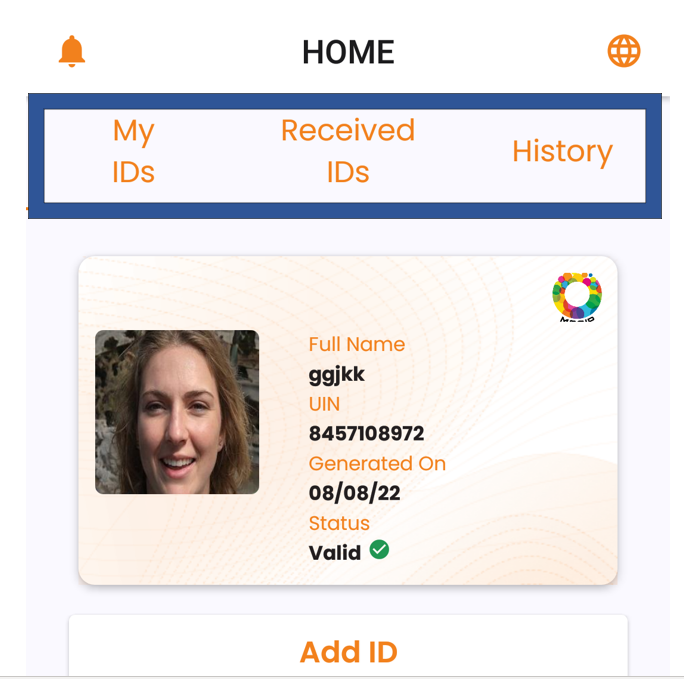 HOME
My
IDs
Received
IDs
History
Full Name
ggjkk
UIN
8457108972
Generated On
08/08/22
Status
Valid
Add ID